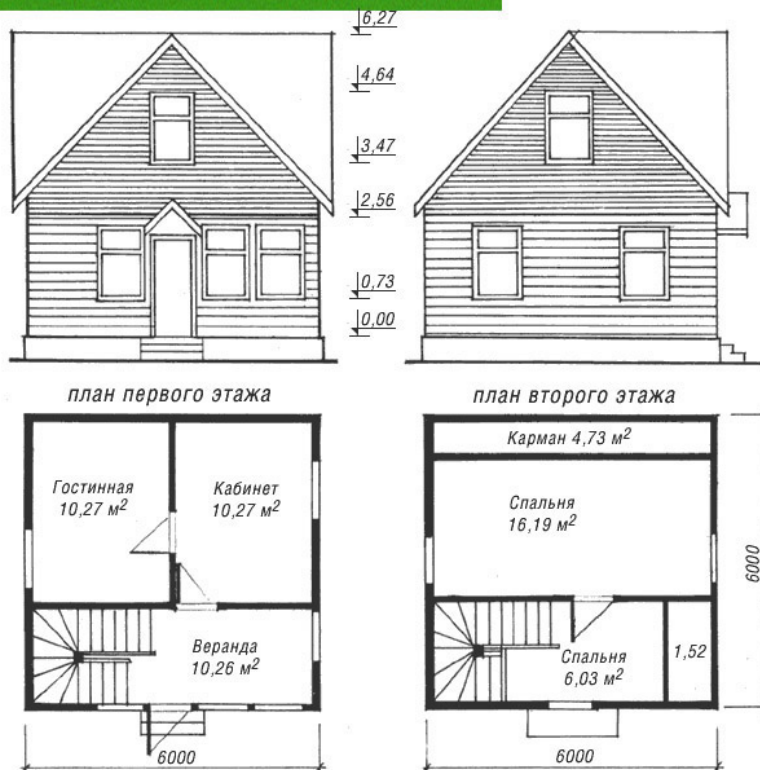 6,27
4,64
3,47
2,56
0,73
0,00
план первого этажа
Гостинная
10,27 м²
Кабинет
10,27 м²
Веранда
10,26 м²
6000
план второго этажа
Карман 4,73 м²
Спальня
16,19 м²
Спальня
6,03 м²
1,52
6000
6000